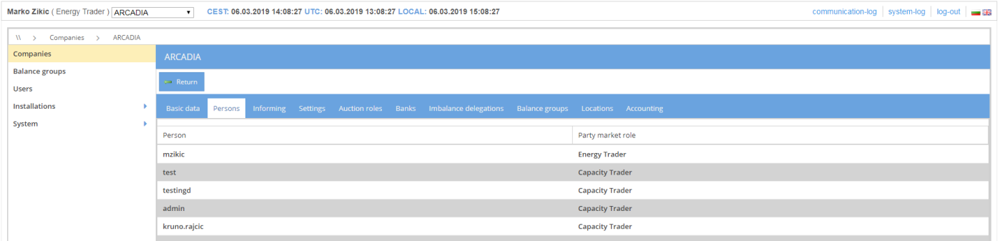 Marko Zikic ( Energy Trader ) ARCADIA CEST: 06.03.2019 14:08:27 UTC: 06.03.2019 13:08:27 LOCAL: 06.03.2019 15:08:27 communication-log system-log log-out
\\ > Companies > ARCADIA
Companies
Balance groups
Users
Installations
System
ARCADIA
Return
Basic data Persons Informing Settings Auction roles Banks Imbalance delegations Balance groups Locations Accounting
Person Party market role
mzikic Energy Trader
test Capacity Trader
testingd Capacity Trader
admin Capacity Trader
kruno.rajcic Capacity Trader